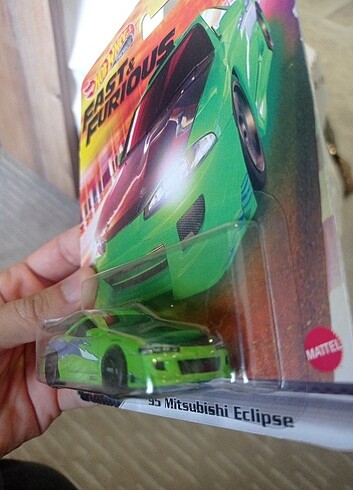 HOT WHEELS
FAST &
FURIOUS
MATTEL
'95 Mitsubishi Eclipse